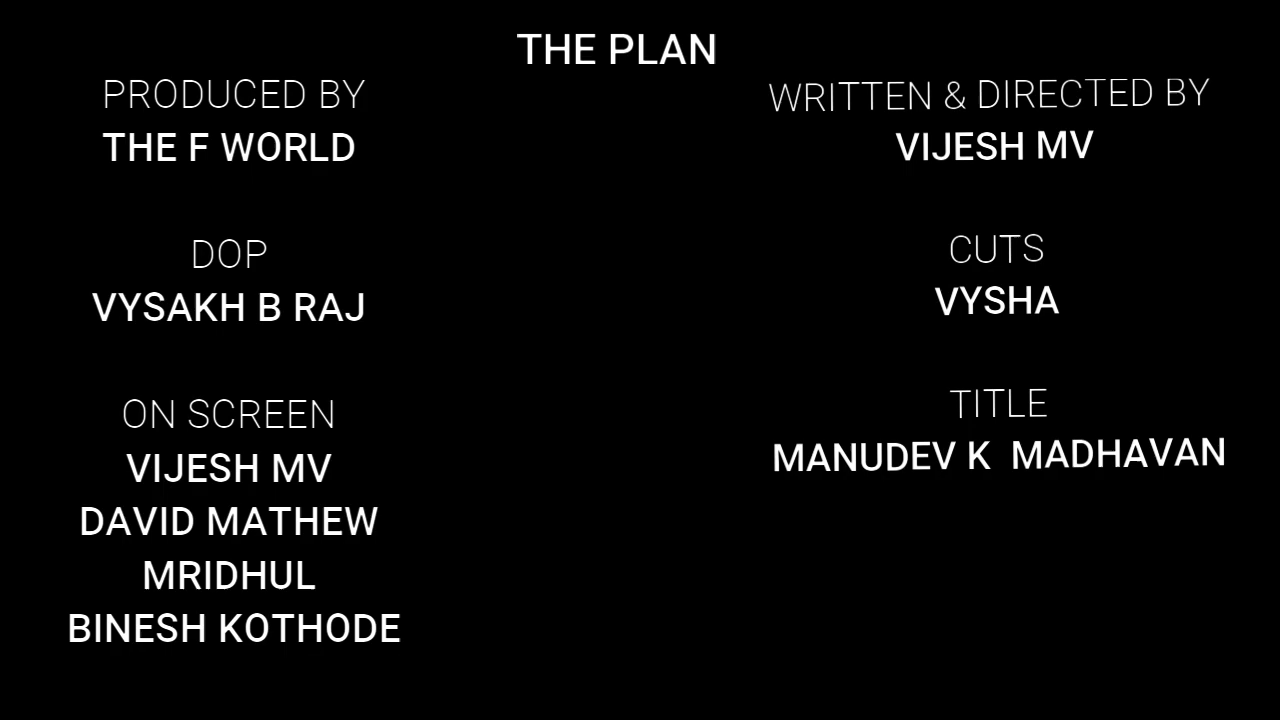 THE PLAN
PRODUCED BY
THE F WORLD
DOP
VYSAKH B RAJ
ON SCREEN
VIJESH MV
DAVID MATHEW
MRIDHUL
BINESH KOTHODE
WRITTEN & DIRECTED BY
VIJESH MV
CUTS
VYSHA
TITLE
MANUDEV K MADHAVAN